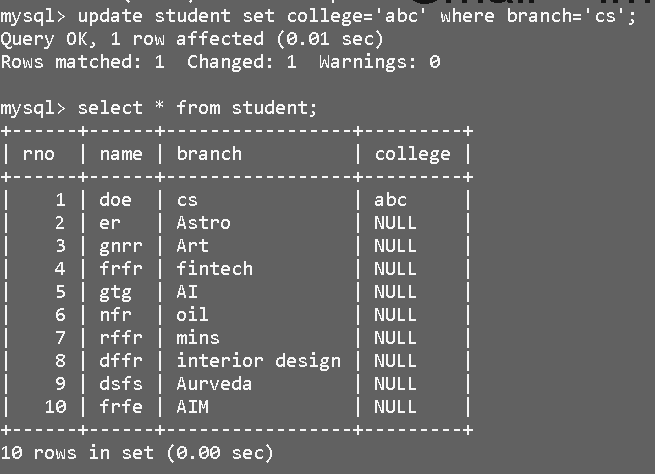 mysql> update student set college='abc' where branch='cs';
Query OK, 1 row affected (0.01 sec)
Rows matched: 1  Changed: 1  Warnings: 0
mysql> select * from student;
+------+------+-----------------+---------+
| rno  | name | branch          | college |
+------+------+-----------------+---------+
|    1 | doe  | cs              | abc     |
|    2 | er   | Astro           | NULL    |
|    3 | gnrr | Art             | NULL    |
|    4 | frfr | fintech         | NULL    |
|    5 | gtg  | AI              | NULL    |
|    6 | nfr  | oil             | NULL    |
|    7 | rffr | mins            | NULL    |
|    8 | dffr | interior design | NULL    |
|    9 | dsfs | Aurveda         | NULL    |
|   10 | frfe | AIM             | NULL    |
+------+------+-----------------+---------+
10 rows in set (0.00 sec)